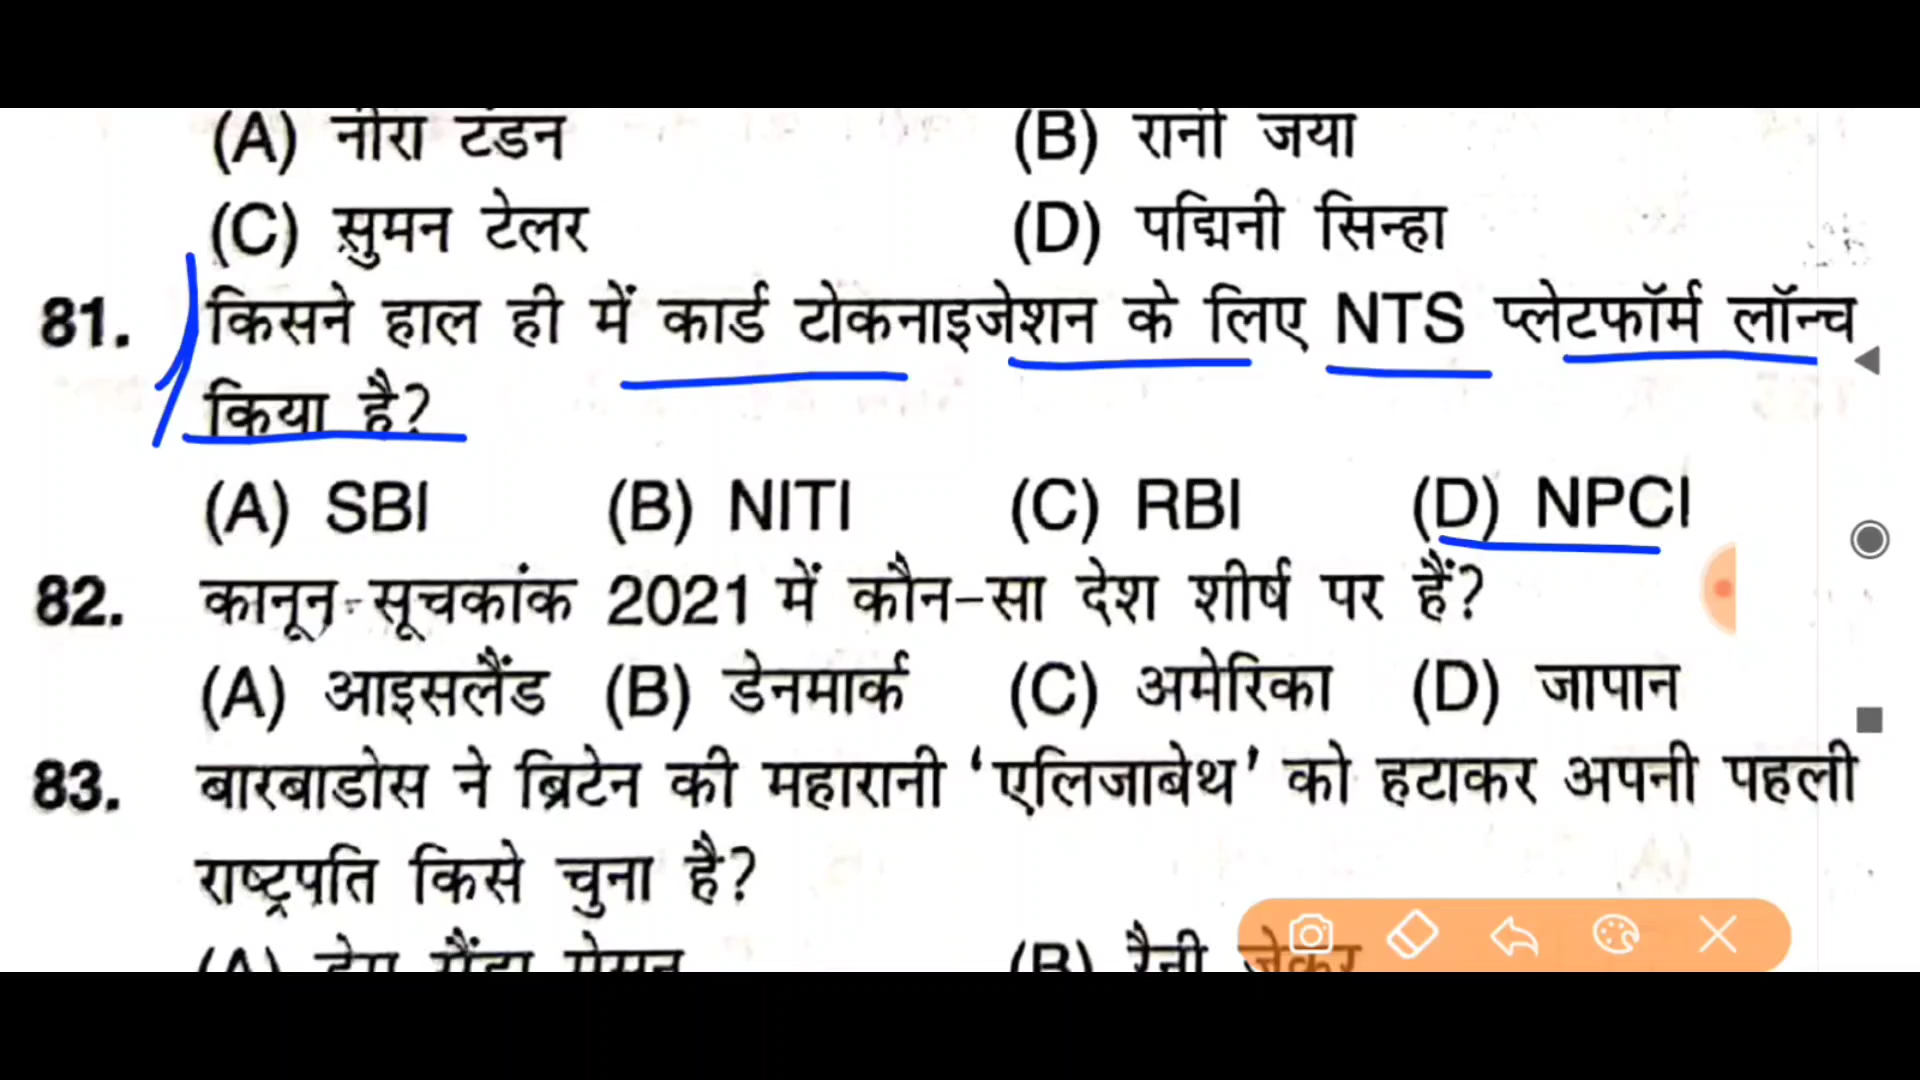 (A) नीरा टंडन (B) रानी जया
(C) सुमन टेलर (D) पद्मिनी सिन्हा
81. किसने हाल ही में कार्ड टोकनाइजेशन के लिए NTS प्लेटफॉर्म लॉन्च
किया है?
(A) SBI (B) NITI (C) RBI (D) NPCI
82. कानून सूचकांक 2021 में कौन-सा देश शीर्ष पर हैं?
(A) आइसलैंड (B) डेनमार्क (C) अमेरिका (D) जापान
83. बारबाडोस ने ब्रिटेन की महारानी ‘एलिजाबेथ’ को हटाकर अपनी पहली
राष्ट्रपति किसे चुना है?
(A) (B)